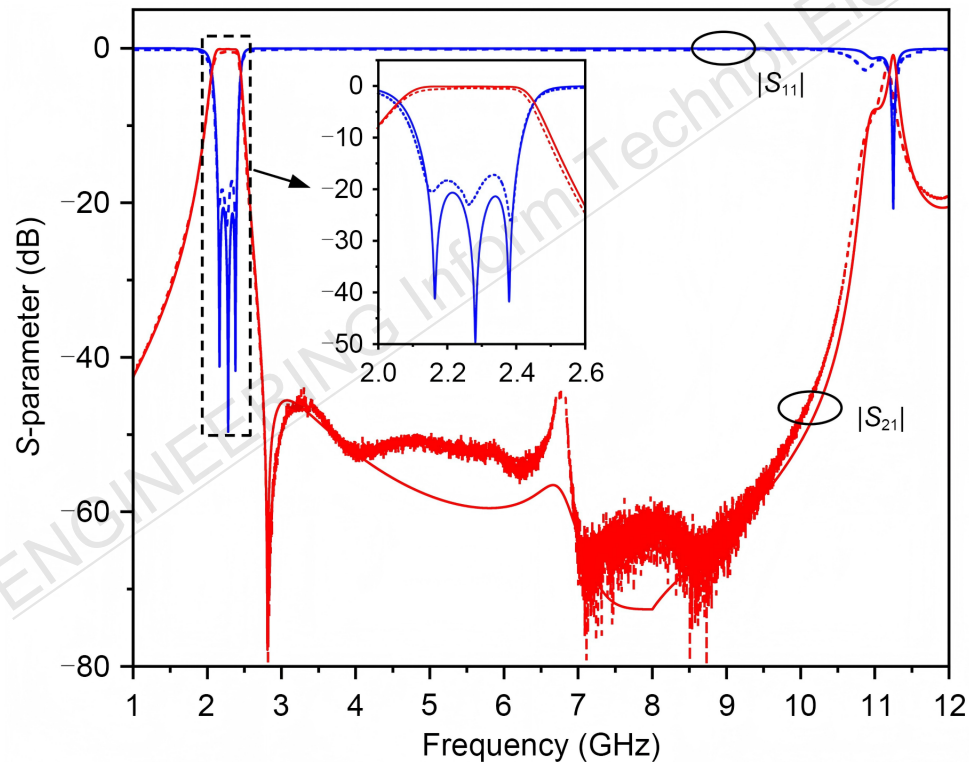 ENGINEERING Inform Technol Ele
S-parameter (dB)
0
−20
−40
−60
−80
1 2 3 4 5 6 7 8 9 10 11 12
Frequency (GHz)
0
−10
−20
−30
−40
−50
2.0 2.2 2.4 2.6
|S₁₁|
|S₂₁|